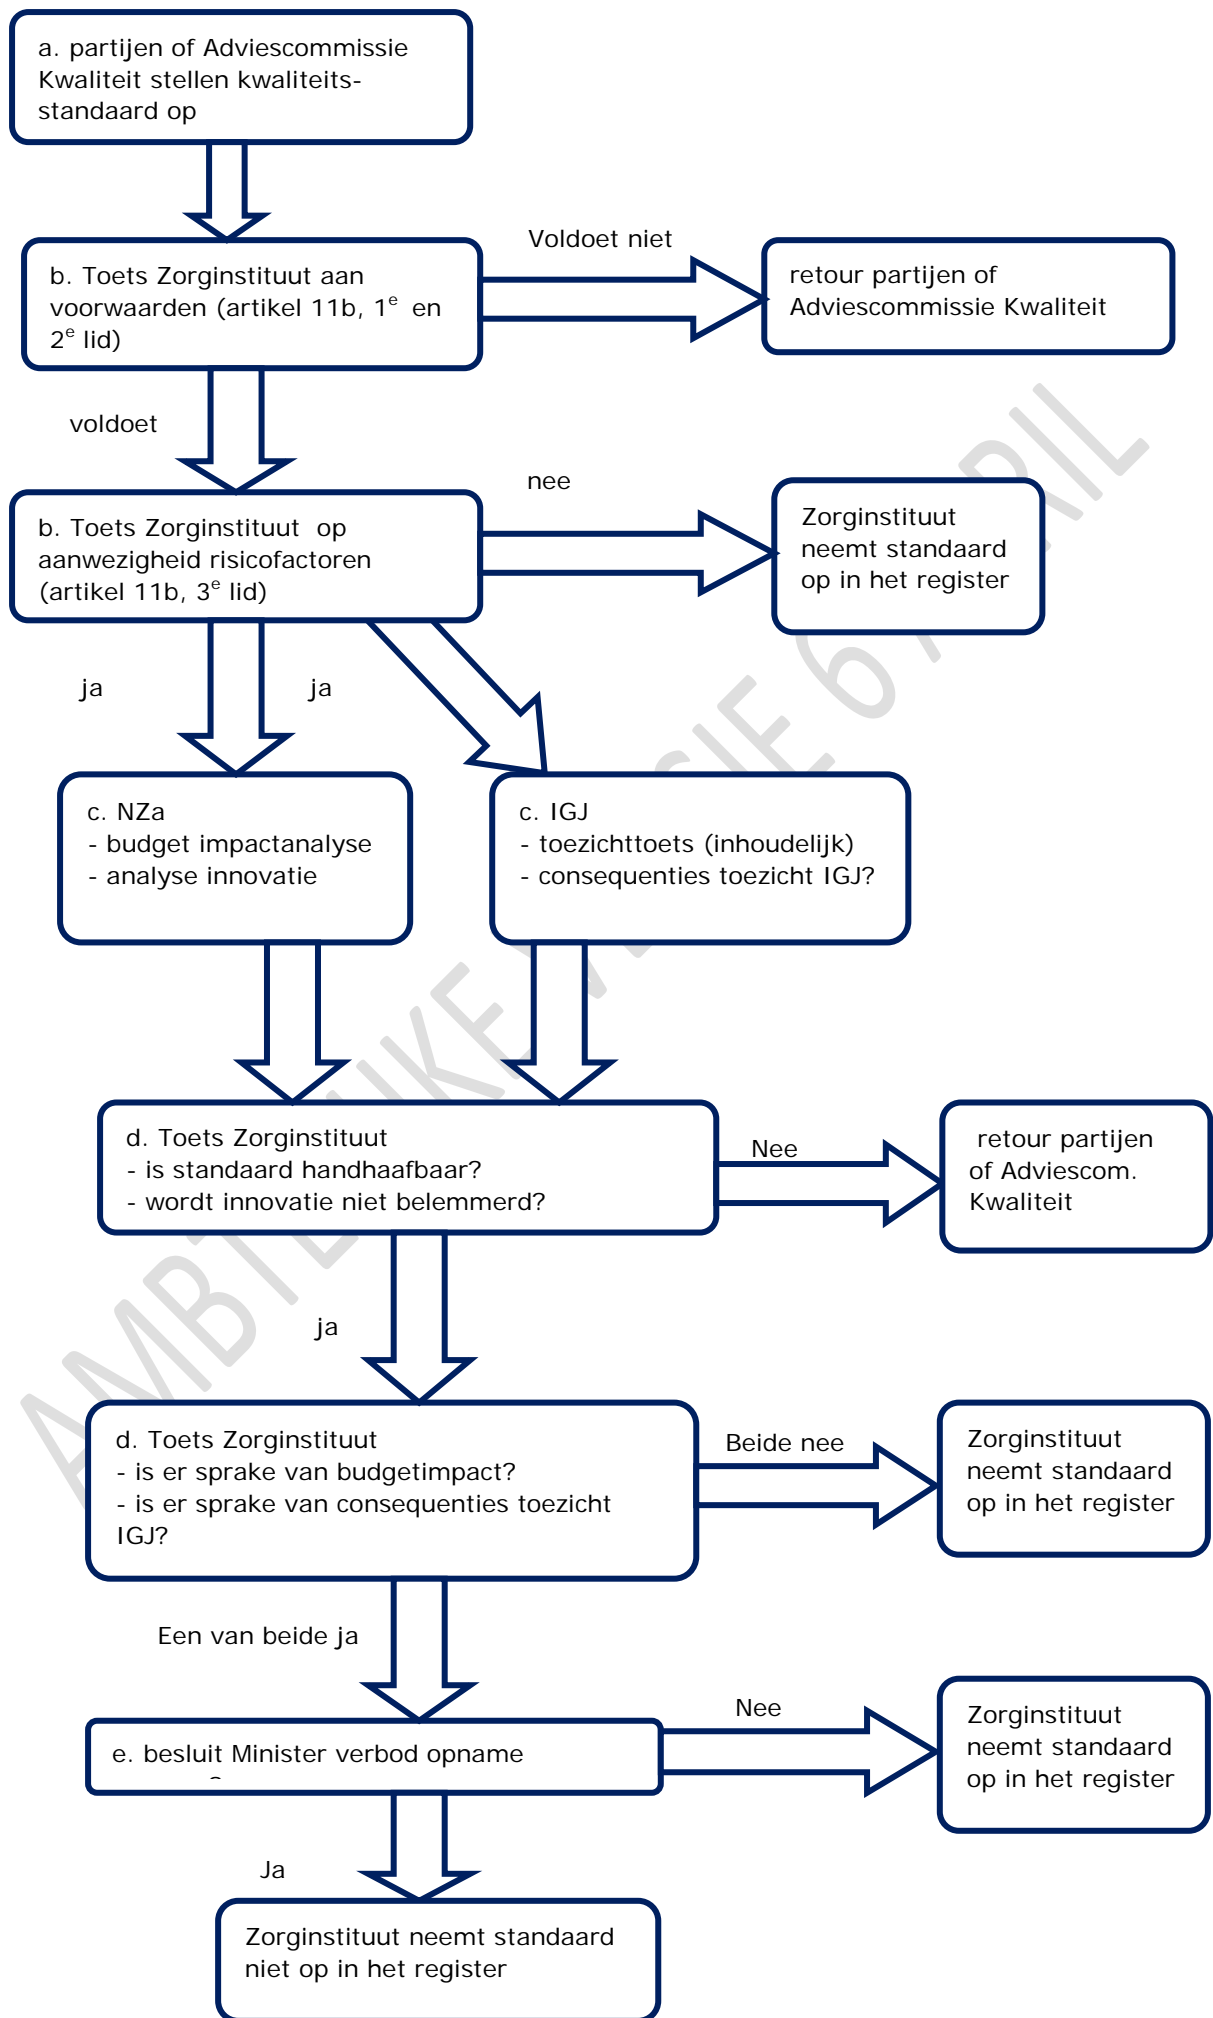 a. partijen of Adviescommissie
Kwaliteit stellen kwaliteits-
standaard op
Voldoet niet
b. Toets Zorginstituut aan
voorwaarden (artikel 11b, 1e en
2e lid)
retour partijen of
Adviescommissie Kwaliteit
voldoet
nee
b. Toets Zorginstituut op
aanwezigheid risicofactoren
(artikel 11b, 3e lid)
Zorginstituut
neemt standaard
op in het register
ja
ja
c. NZa
- budget impactanalyse
- analyse innovatie
c. IGJ
- toezichttoets (inhoudelijk)
- consequenties toezicht IGJ?
d. Toets Zorginstituut
- is standaard handhaafbaar?
- wordt innovatie niet belemmerd?
Nee
retour partijen
of Adviescom.
Kwaliteit
ja
d. Toets Zorginstituut
- is er sprake van budgetimpact?
- is er sprake van consequenties toezicht
IGJ?
Beide nee
Zorginstituut
neemt standaard
op in het register
Een van beide ja
Nee
e. besluit Minister verbod opname
Zorginstituut
neemt standaard
op in het register
Ja
Zorginstituut neemt standaard
niet op in het register